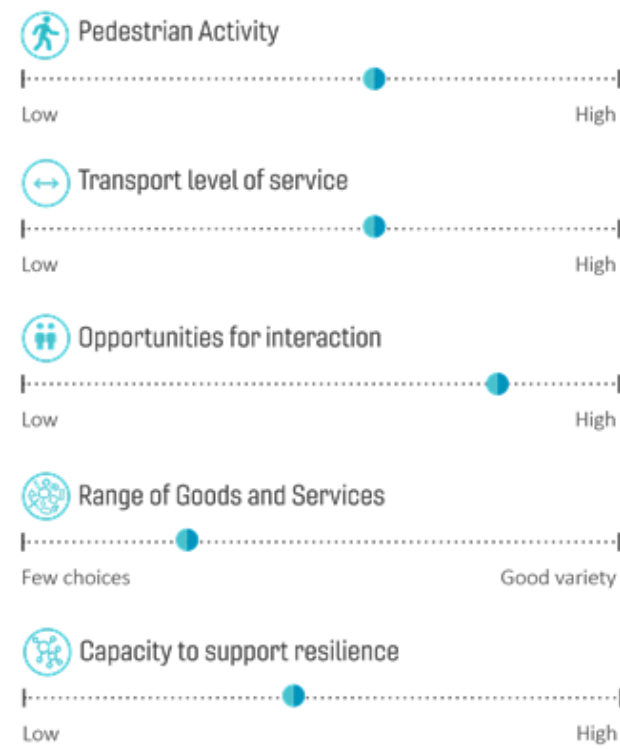 Pedestrian Activity
Low High
Transport level of service
Low High
Opportunities for interaction
Low High
Range of Goods and Services
Few choices Good variety
Capacity to support resilience
Low High